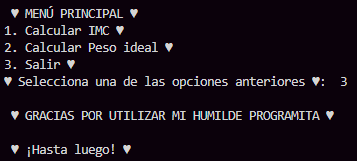 ♥ MENÚ PRINCIPAL ♥
1. Calcular IMC ♥
2. Calcular Peso ideal ♥
3. Salir ♥
♥ Selecciona una de las opciones anteriores ♥: 3
♥ GRACIAS POR UTILIZAR MI HUMILDE PROGRAMITA ♥
♥ ¡Hasta luego! ♥